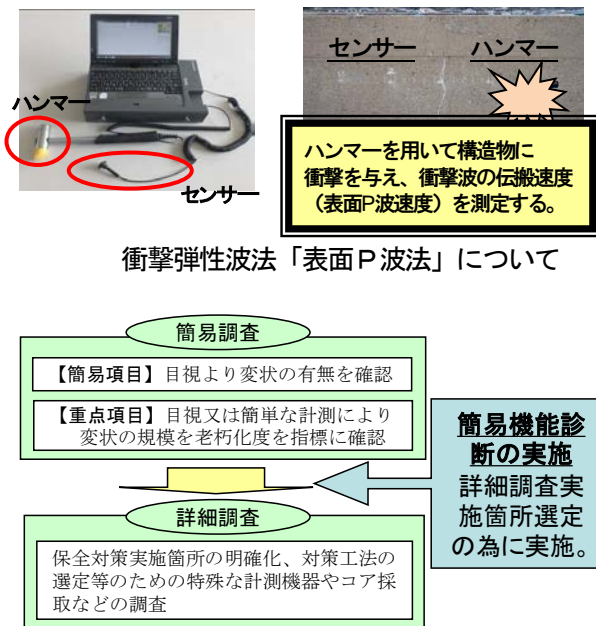 ハンマー
センサー
センサー ハンマー
ハンマーを用いて構造物に
衝撃を与え、衝撃波の伝搬速度
（表面P波速度）を測定する。
衝撃弾性波法「表面Ｐ波法」について
簡易調査
【簡易項目】目視より変状の有無を確認
【重点項目】目視又は簡単な計測により
変状の規模を老朽化度を指標に確認
簡易機能診
断の実施
詳細調査実
施箇所選定
の為に実施。
詳細調査
保全対策実施箇所の明確化、対策工法の
選定等のための特殊な計測機器やコア採
取などの調査